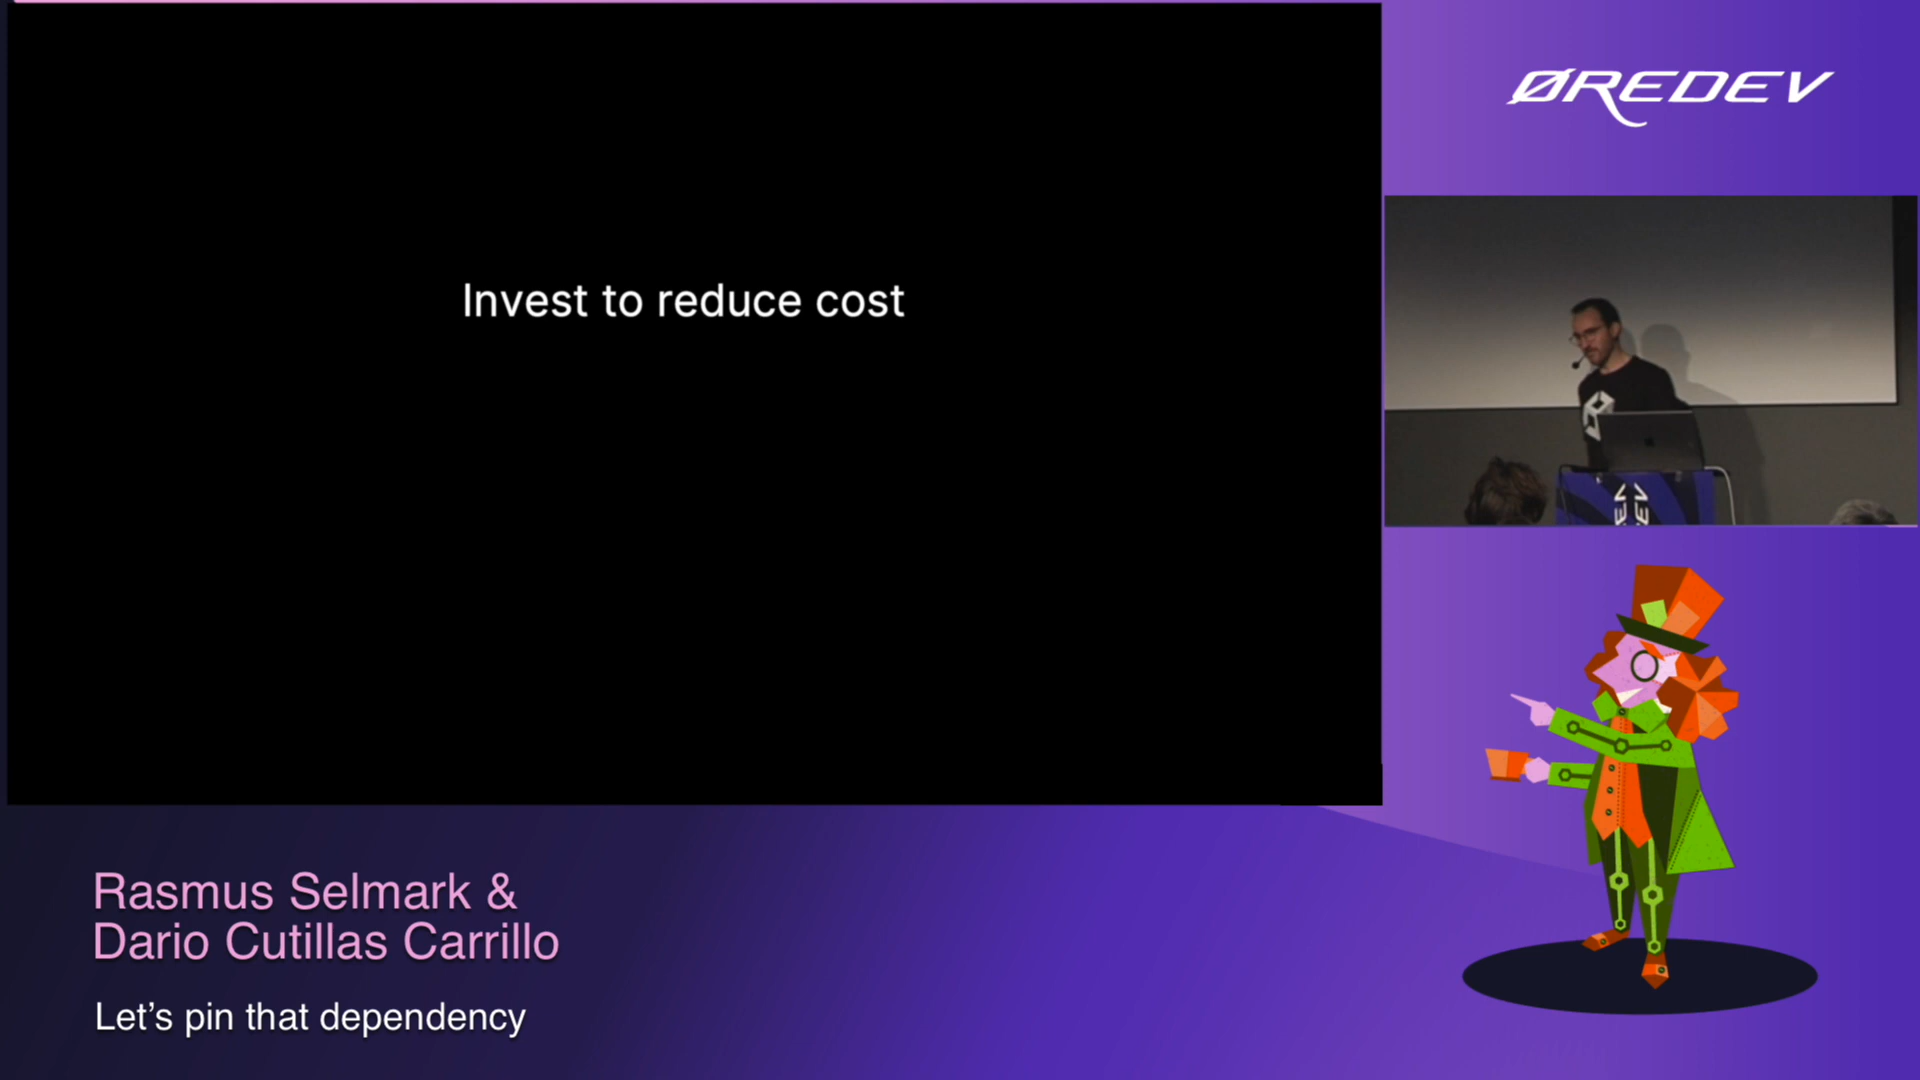 Invest to reduce cost
ØREDEV
Rasmus Selmark &
Dario Cutillas Carrillo
Let’s pin that dependency